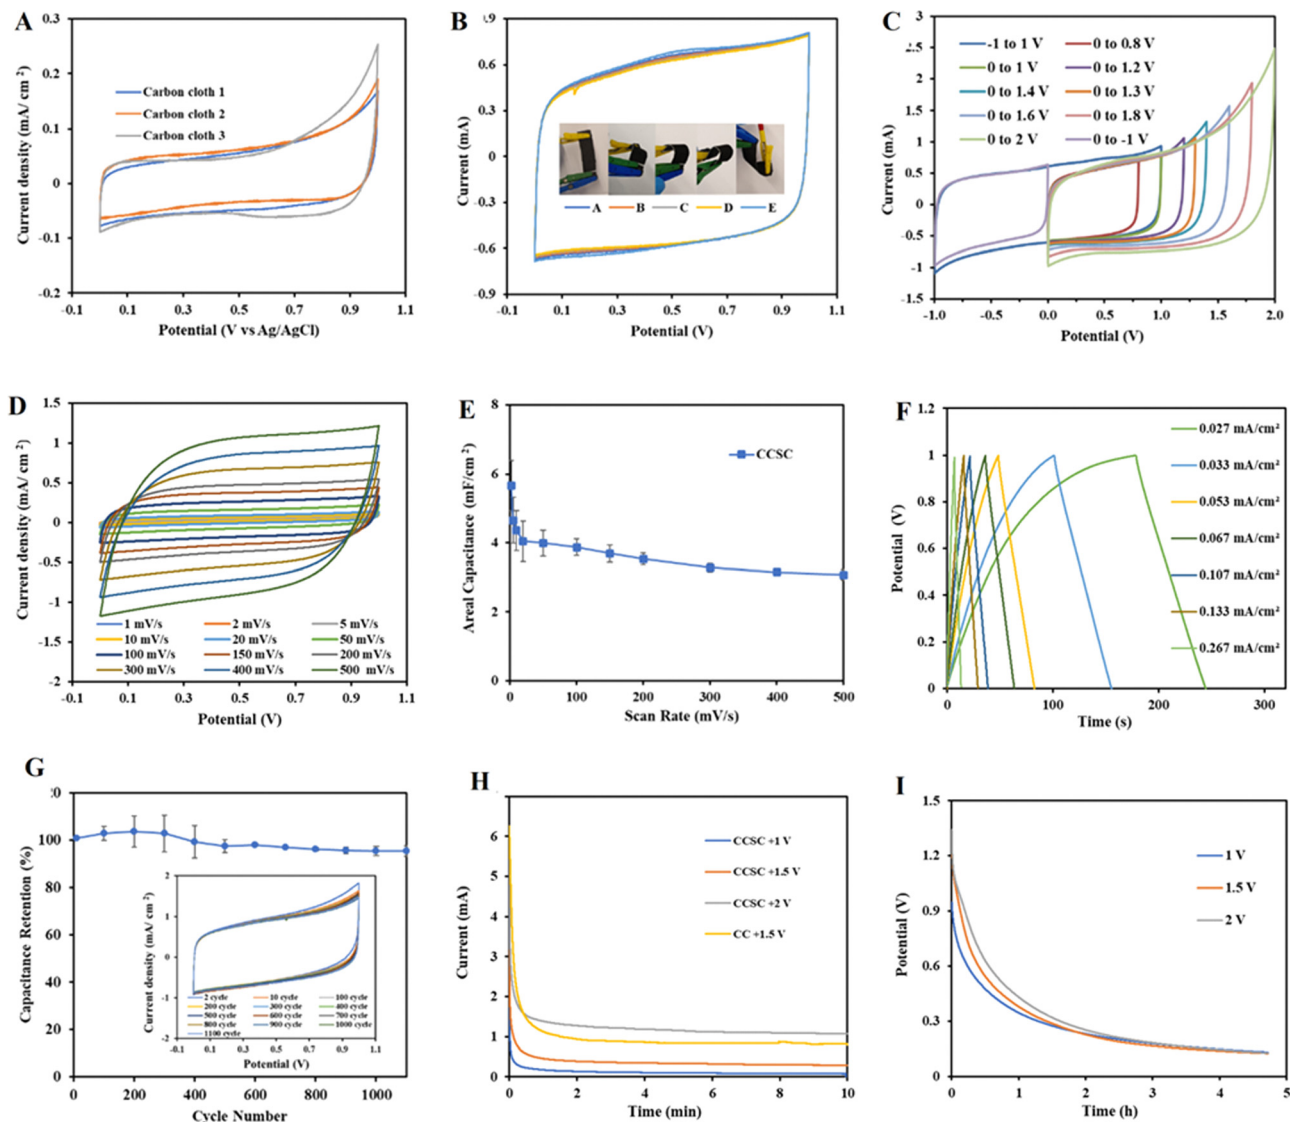 A
Current density (mA/ cm 2)
0.3
0.2
0.1
0
-0.1
-0.2
Carbon cloth 1
Carbon cloth 2
Carbon cloth 3
-0.1 0.1 0.3 0.5 0.7 0.9 1.1
Potential (V vs Ag/AgCl)
B
Current (mA)
).9
0.6
0.3
0
-0.3
-0.6
-0.9
A B C D E
-0.1 0.1 0.3 0.5 0.7 0.9 1.1
Potential (V)
C
Current (mA)
3
2.5
2
1.5
1
0.5
0
-0.5
-1
-1.5
-1 to 1 V 0 to 0.8 V
0 to 1 V 0 to 1.2 V
0 to 1.4 V 0 to 1.3 V
0 to 1.6 V 0 to 1.8 V
0 to 2 V 0 to -1 V
-1.0 -0.5 0.0 0.5 1.0 1.5 2.0
Potential (V)
D
Current density (mA/ cm 2)
1.5
1
0.5
0
-0.5
-1
-1.5
-2
1 mV/s 2 mV/s 5 mV/s
10 mV/s 20 mV/s 50 mV/s
100 mV/s 150 mV/s 200 mV/s
300 mV/s 400 mV/s 500 mV/s
-0.1 0.1 0.3 0.5 0.7 0.9 1.1
Potential (V)
E
Areal Capacitance (mF/cm 2)
8
6
4
2
0
CCSC
0 100 200 300 400 500
Scan Rate (mV/s)
F
Potential (V)
1.2
1
0.8
0.6
0.4
0.2
0
0.027 mA/cm²
0.033 mA/cm²
0.053 mA/cm²
0.067 mA/cm²
0.107 mA/cm²
0.133 mA/cm²
0.267 mA/cm²
0 100 200 300
Time (s)
G
Capacitance Retention (%)
20
100
80
60
40
20
0
Current density (mA/ cm 2)
2
1
0
-1
-2
2 cycle 10 cycle 100 cycle
200 cycle 300 cycle 400 cycle
500 cycle 600 cycle 700 cycle
800 cycle 900 cycle 1000 cycle
1100 cycle
-0.1 0.1 0.3 0.5 0.7 0.9 1.1
Potential (V)
0 200 400 600 800 1000
Cycle Number
H
Current (mA)
6
5
4
3
2
1
0
CCSC +1 V
CCSC +1.5 V
CCSC +2 V
CC +1.5 V
0 2 4 6 8 10
Time (min)
I
Potential (V)
1.5
1.2
0.9
0.6
0.3
0
1 V
1.5 V
2 V
0 1 2 3 4 5
Time (h)